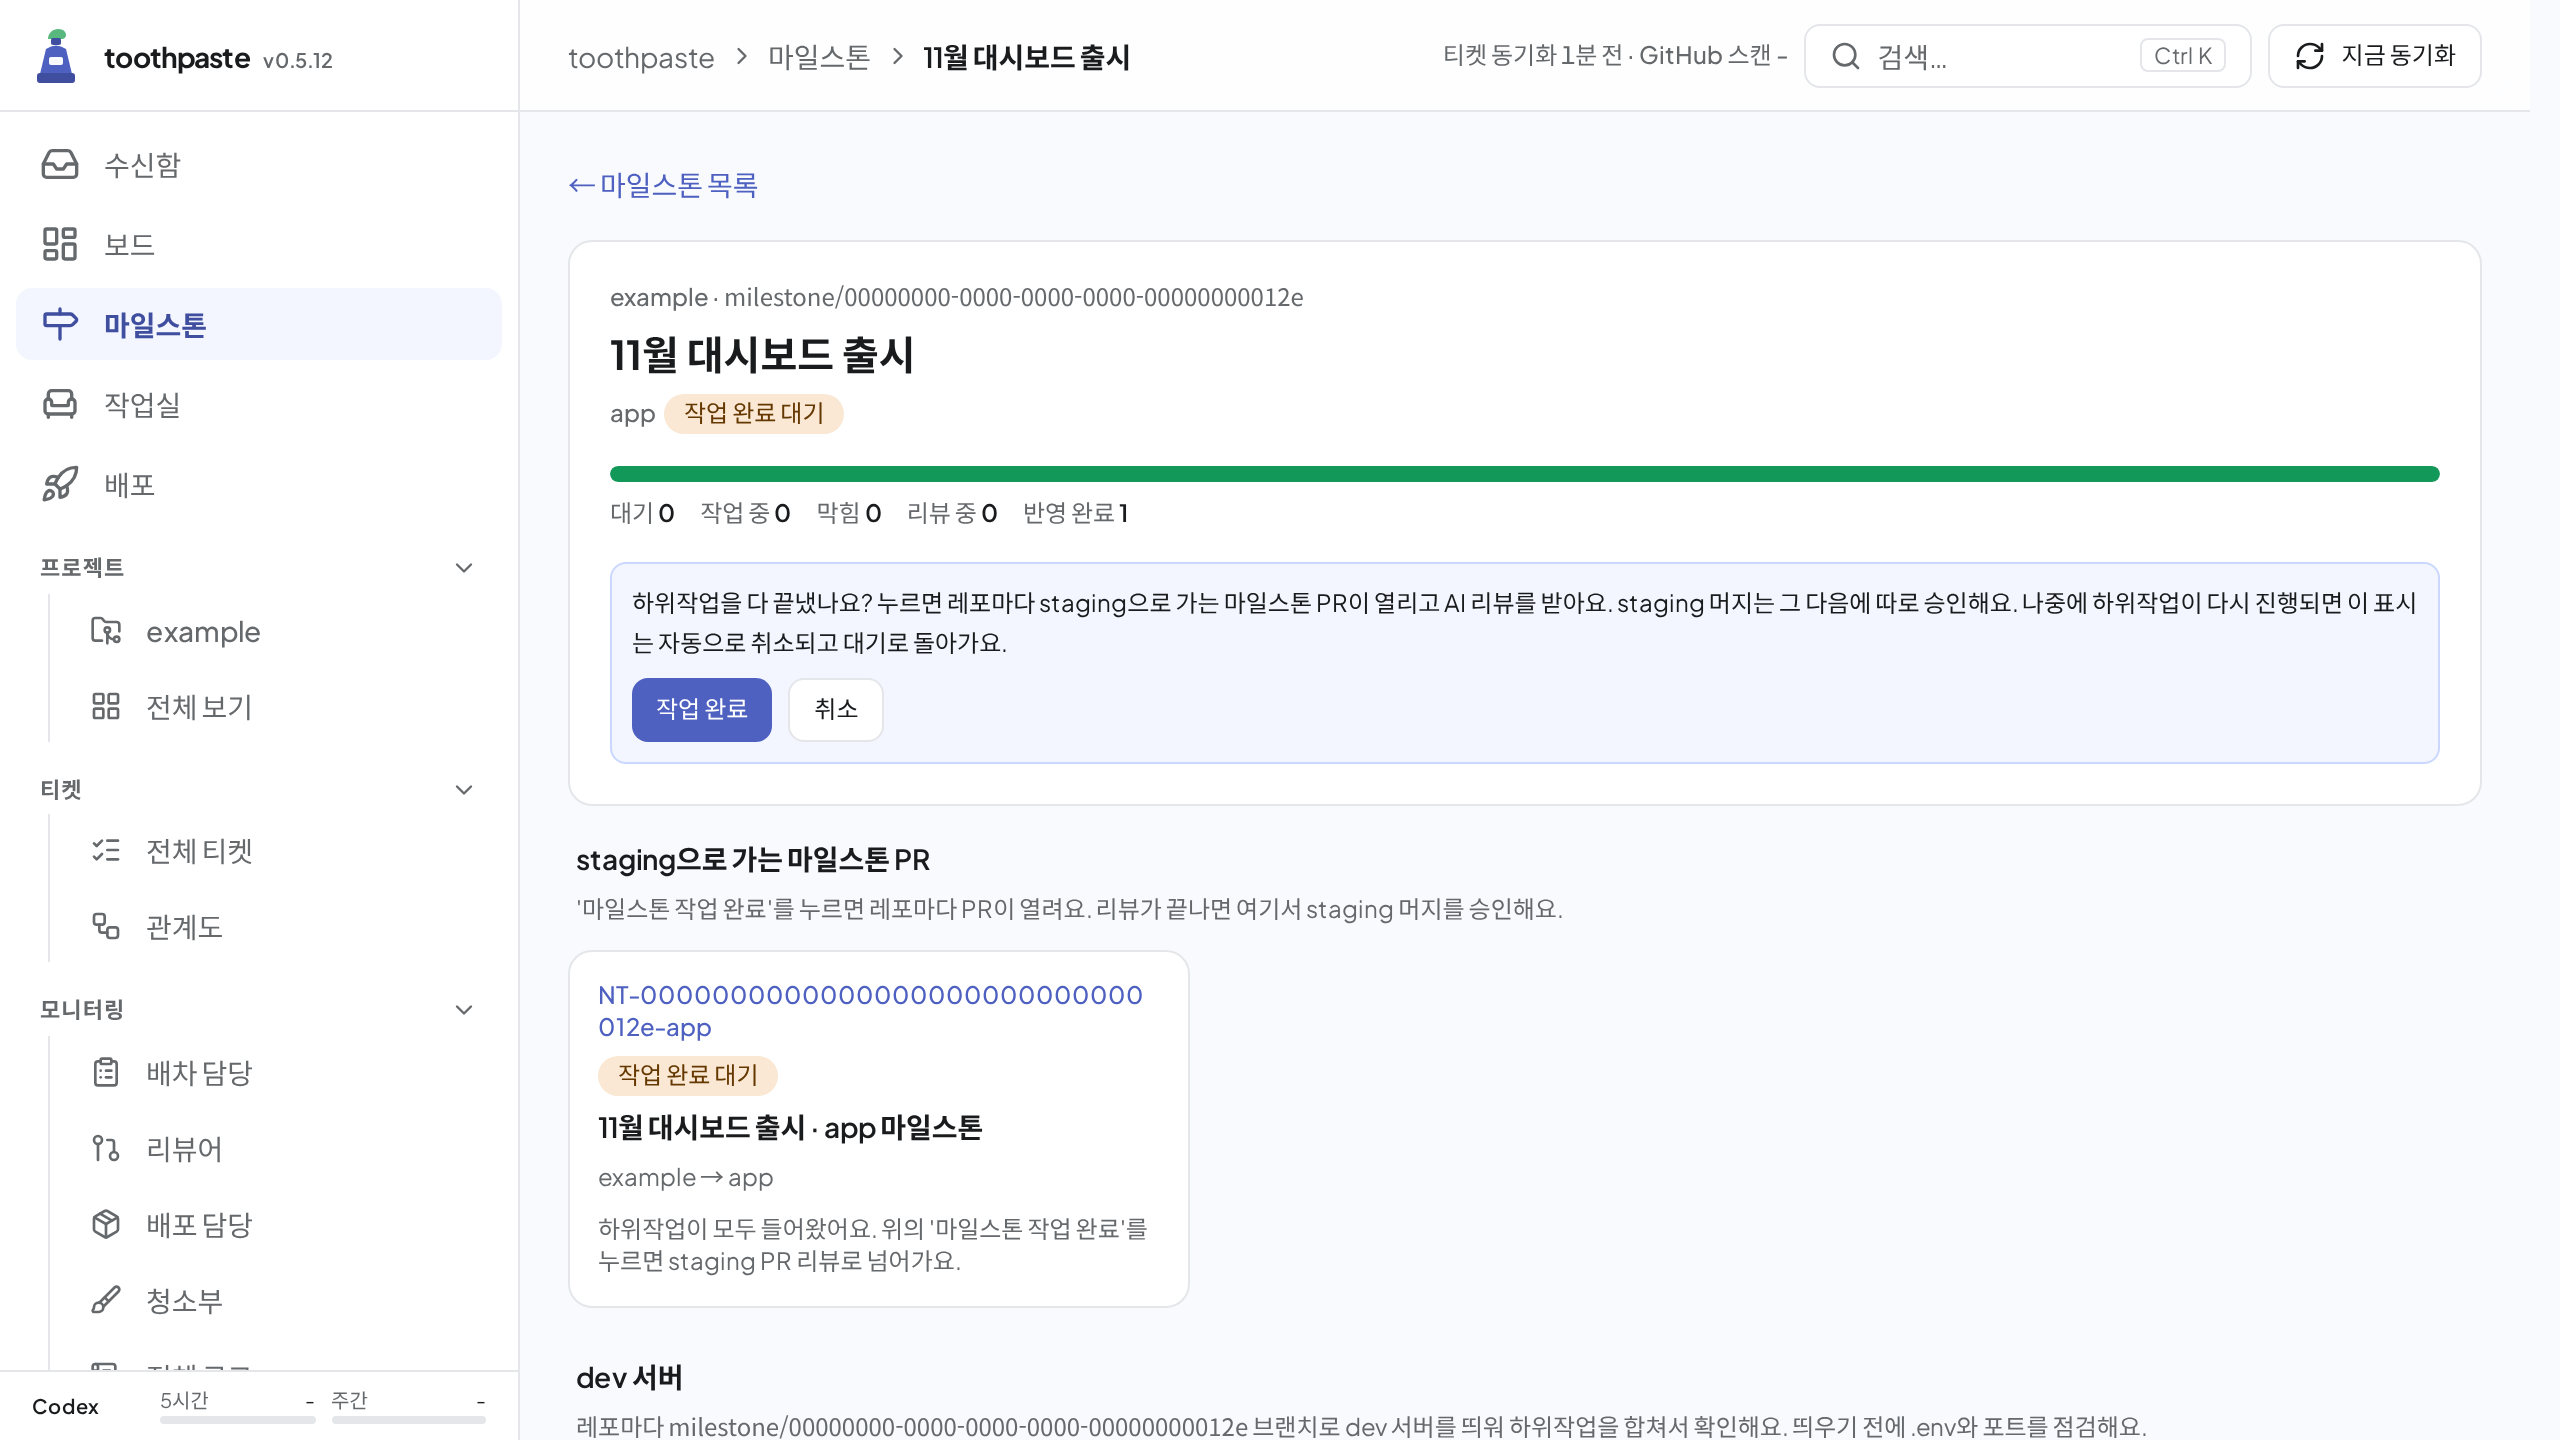 toothpaste v0.5.12
toothpaste > 마일스톤 > 11월 대시보드 출시
티켓 동기화 1분 전 · GitHub 스캔 -
검색...
Ctrl K
지금 동기화
수신함
보드
마일스톤
작업실
배포
프로젝트
example
전체 보기
티켓
전체 티켓
관계도
모니터링
배차 담당
리뷰어
배포 담당
청소부
Codex
5시간 -
주간 -
← 마일스톤 목록
example · milestone/00000000-0000-0000-0000-00000000012e
11월 대시보드 출시
app 작업 완료 대기
대기 0 작업 중 0 막힘 0 리뷰 중 0 반영 완료 1
하위작업을 다 끝냈나요? 누르면 레포마다 staging으로 가는 마일스톤 PR이 열리고 AI 리뷰를 받아요. staging 머지는 그 다음에 따로 승인해요. 나중에 하위작업이 다시 진행되면 이 표시
는 자동으로 취소되고 대기로 돌아가요.
작업 완료
취소
staging으로 가는 마일스톤 PR
'마일스톤 작업 완료'를 누르면 레포마다 PR이 열려요. 리뷰가 끝나면 여기서 staging 머지를 승인해요.
NT-0000000000000000000000000000
012e-app
작업 완료 대기
11월 대시보드 출시 · app 마일스톤
example → app
하위작업이 모두 들어왔어요. 위의 '마일스톤 작업 완료'를
누르면 staging PR 리뷰로 넘어가요.
dev 서버
레포마다 milestone/00000000-0000-0000-0000-00000000012e 브랜치로 dev 서버를 띄워 하위작업을 합쳐서 확인해요. 띄우기 전에 .env와 포트를 점검해요.